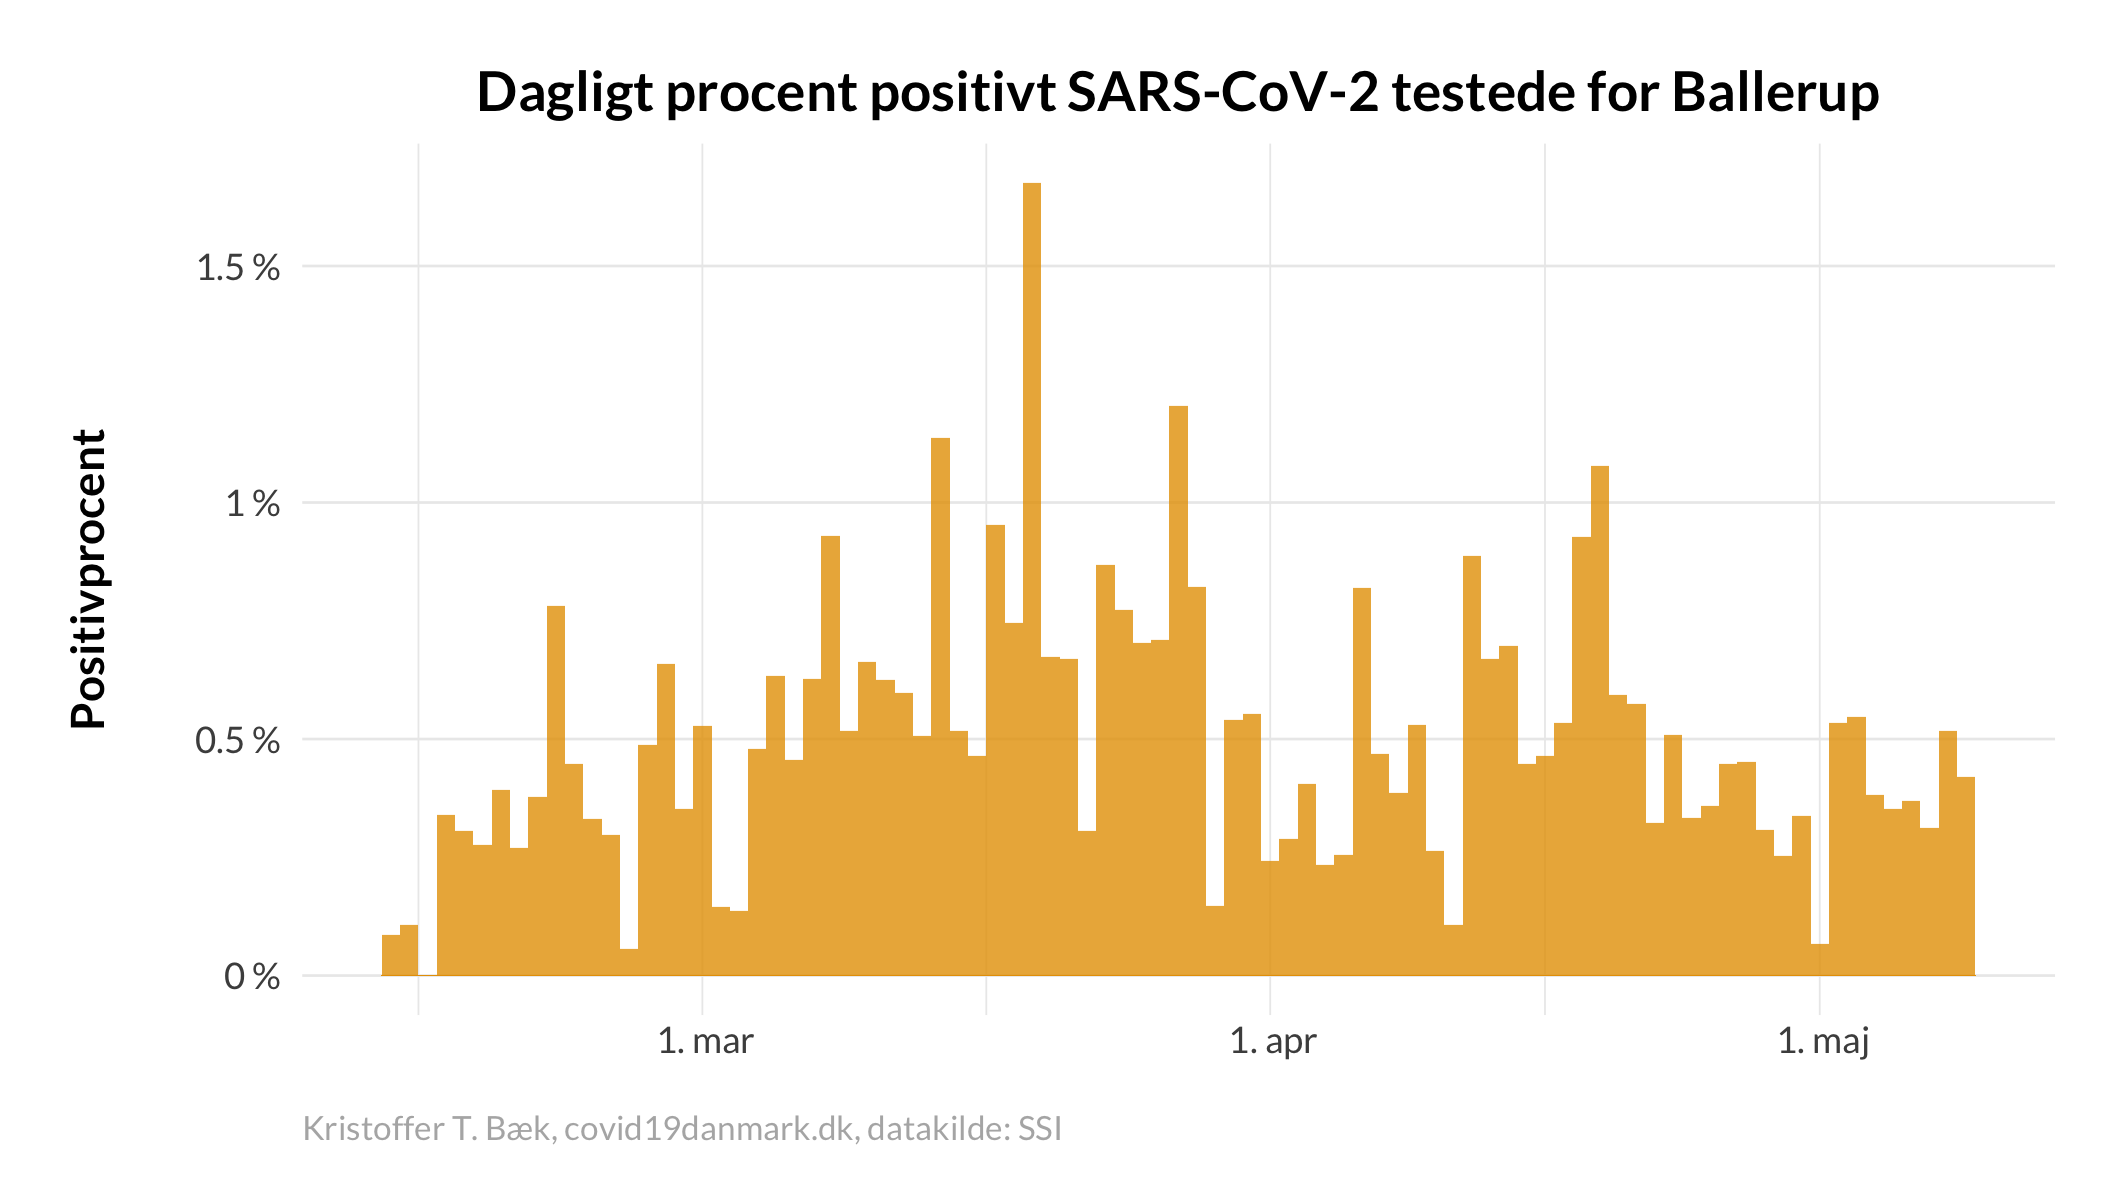 Dagligt procent positivt SARS-CoV-2 testede for Ballerup
Positivprocent
1.5 %
1 %
0.5 %
0 %
1. mar
1. apr
1. maj
Kristoffer T. Bæk, covid19danmark.dk, datakilde: SSI